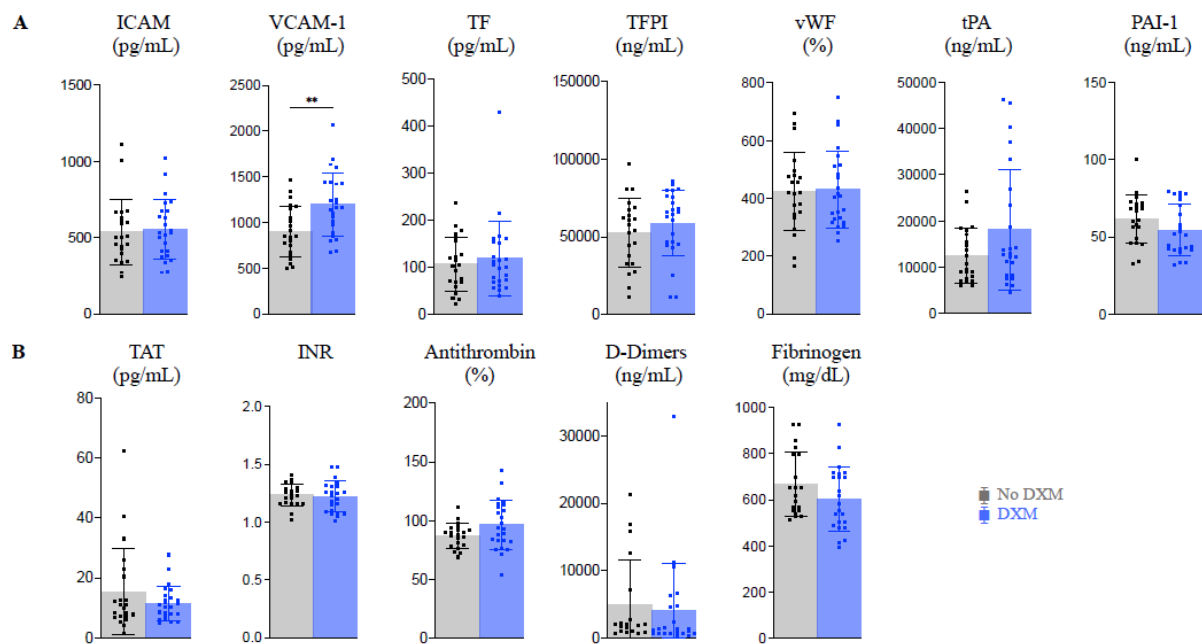 A
ICAM
(pg/mL)
VCAM-1
(pg/mL)
TF
(pg/mL)
TFPI
(ng/mL)
vWF
(%)
tPA
(ng/mL)
PAI-1
(ng/mL)
1500
1000
500
0
2500
2000
1500
1000
500
0
**
500
400
300
200
100
0
150000
100000
50000
0
800
600
400
200
0
50000
40000
30000
20000
10000
0
150
100
50
0
B
TAT
(pg/mL)
INR
Antithrombin
(%)
D-Dimers
(ng/mL)
Fibrinogen
(mg/dL)
80
60
40
20
0
2.0
1.6
1.2
0.8
0.4
0.0
200
150
100
50
0
30000
20000
10000
0
1000
800
600
400
200
0
No DXM
DXM